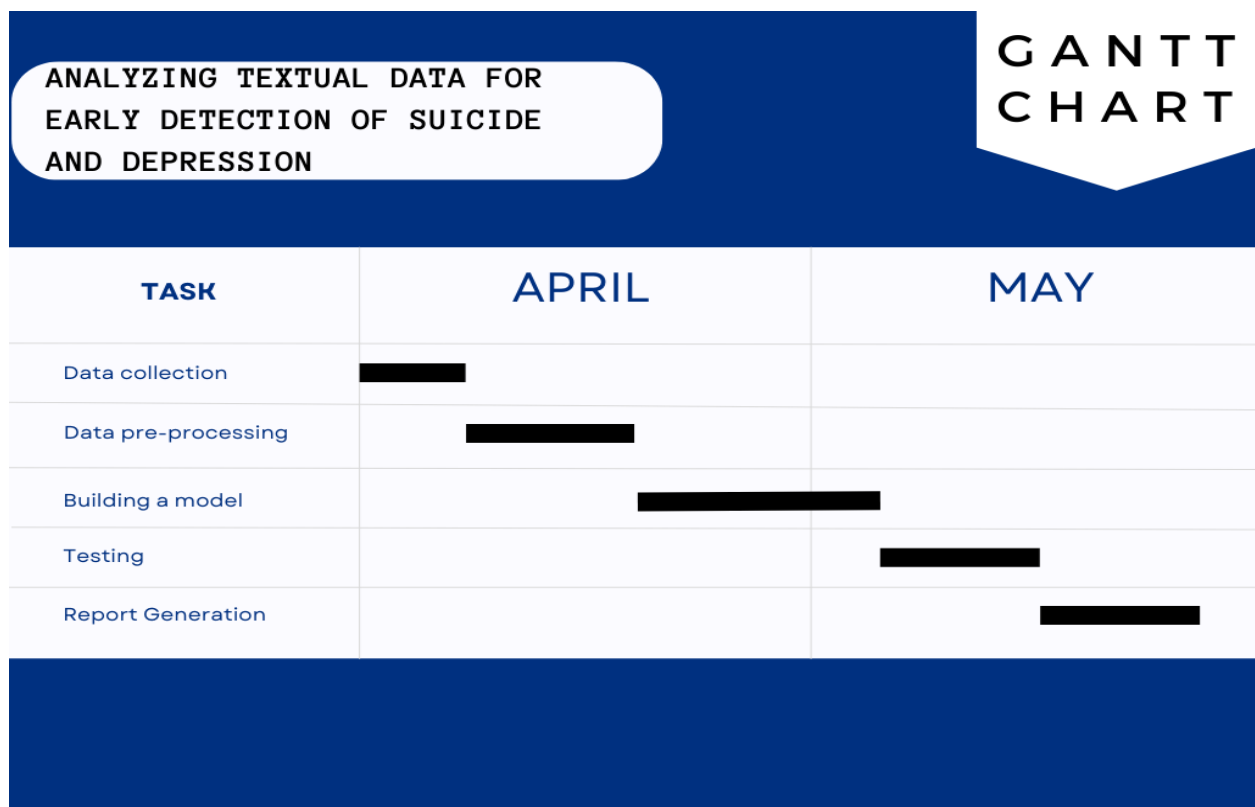 ANALYZING TEXTUAL DATA FOR
EARLY DETECTION OF SUICIDE
AND DEPRESSION
GANTT
CHART
TASK
APRIL
MAY
Data collection
Data pre-processing
Building a model
Testing
Report Generation